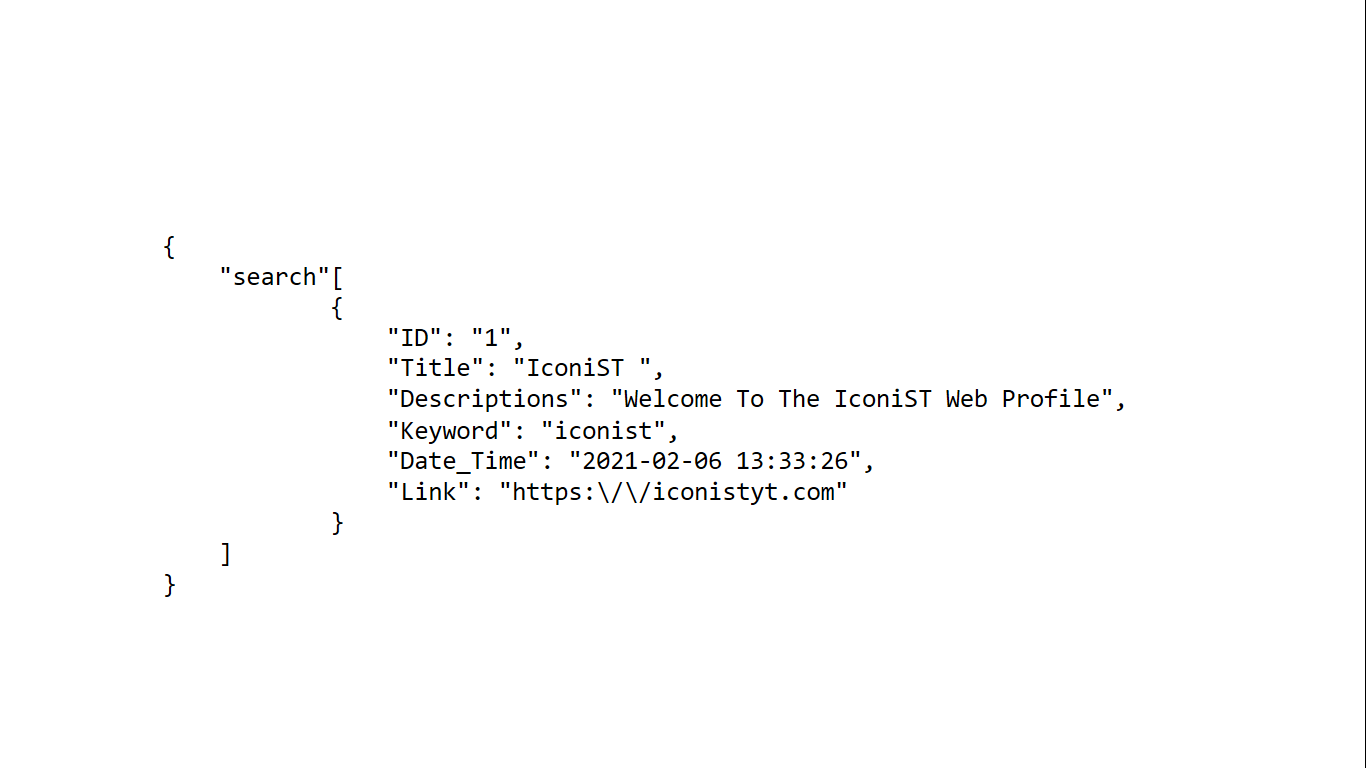 {
"search"[
{
"ID": "1",
"Title": "IconiST ",
"Descriptions": "Welcome To The IconiST Web Profile",
"Keyword": "iconist",
"Date_Time": "2021-02-06 13:33:26",
"Link": "https:\/\/iconistyt.com"
}
]
}